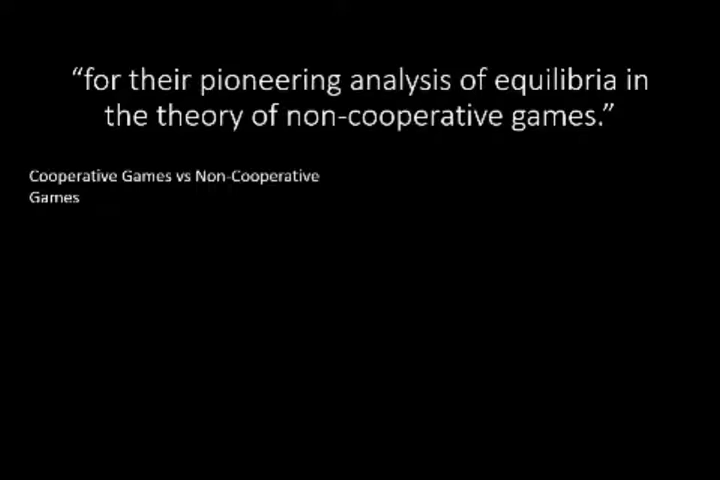 “for their pioneering analysis of equilibria in
the theory of non-cooperative games.”
Cooperative Games vs Non-Cooperative
Games